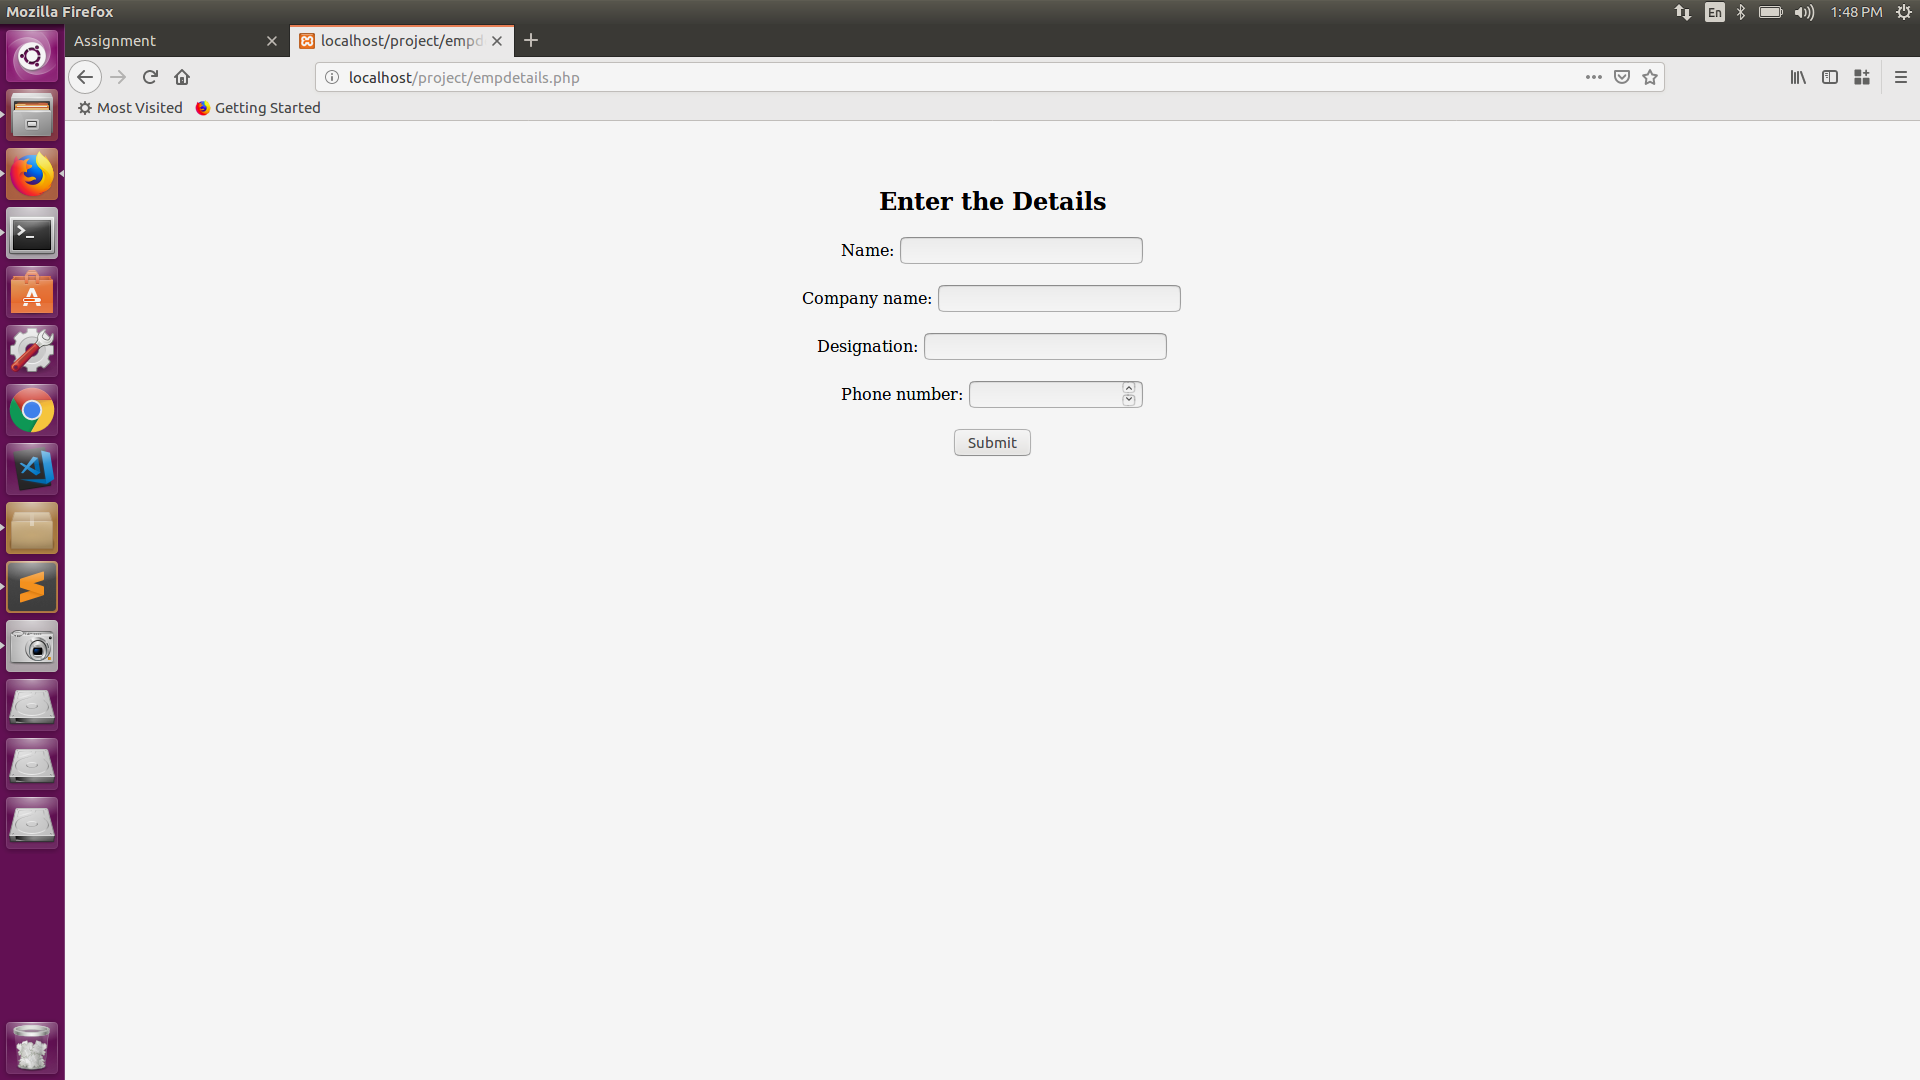 Mozilla Firefox
En
1:48 PM
Assignment
localhost/project/empd
localhost/project/empdetails.php
Most Visited
Getting Started
Enter the Details
Name:
Company name:
Designation:
Phone number:
Submit